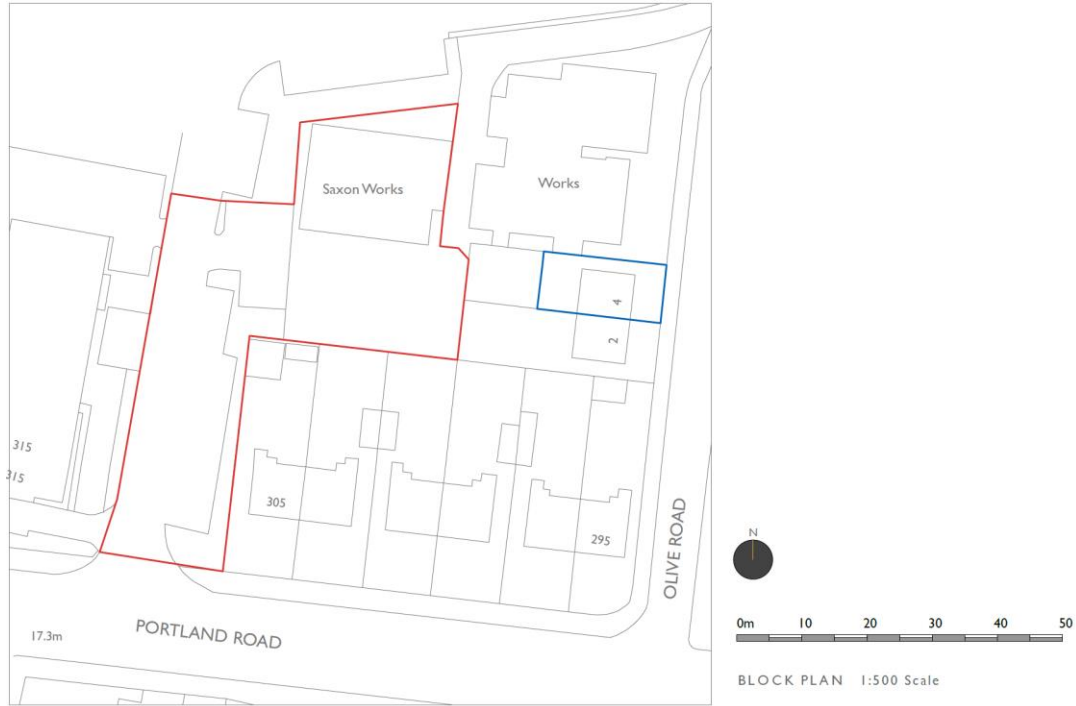 Saxon Works
Works
4
2
315
315
305
295
OLIVE ROAD
PORTLAND ROAD
17.3m
N
0m 10 20 30 40 50
BLOCK PLAN 1:500 Scale